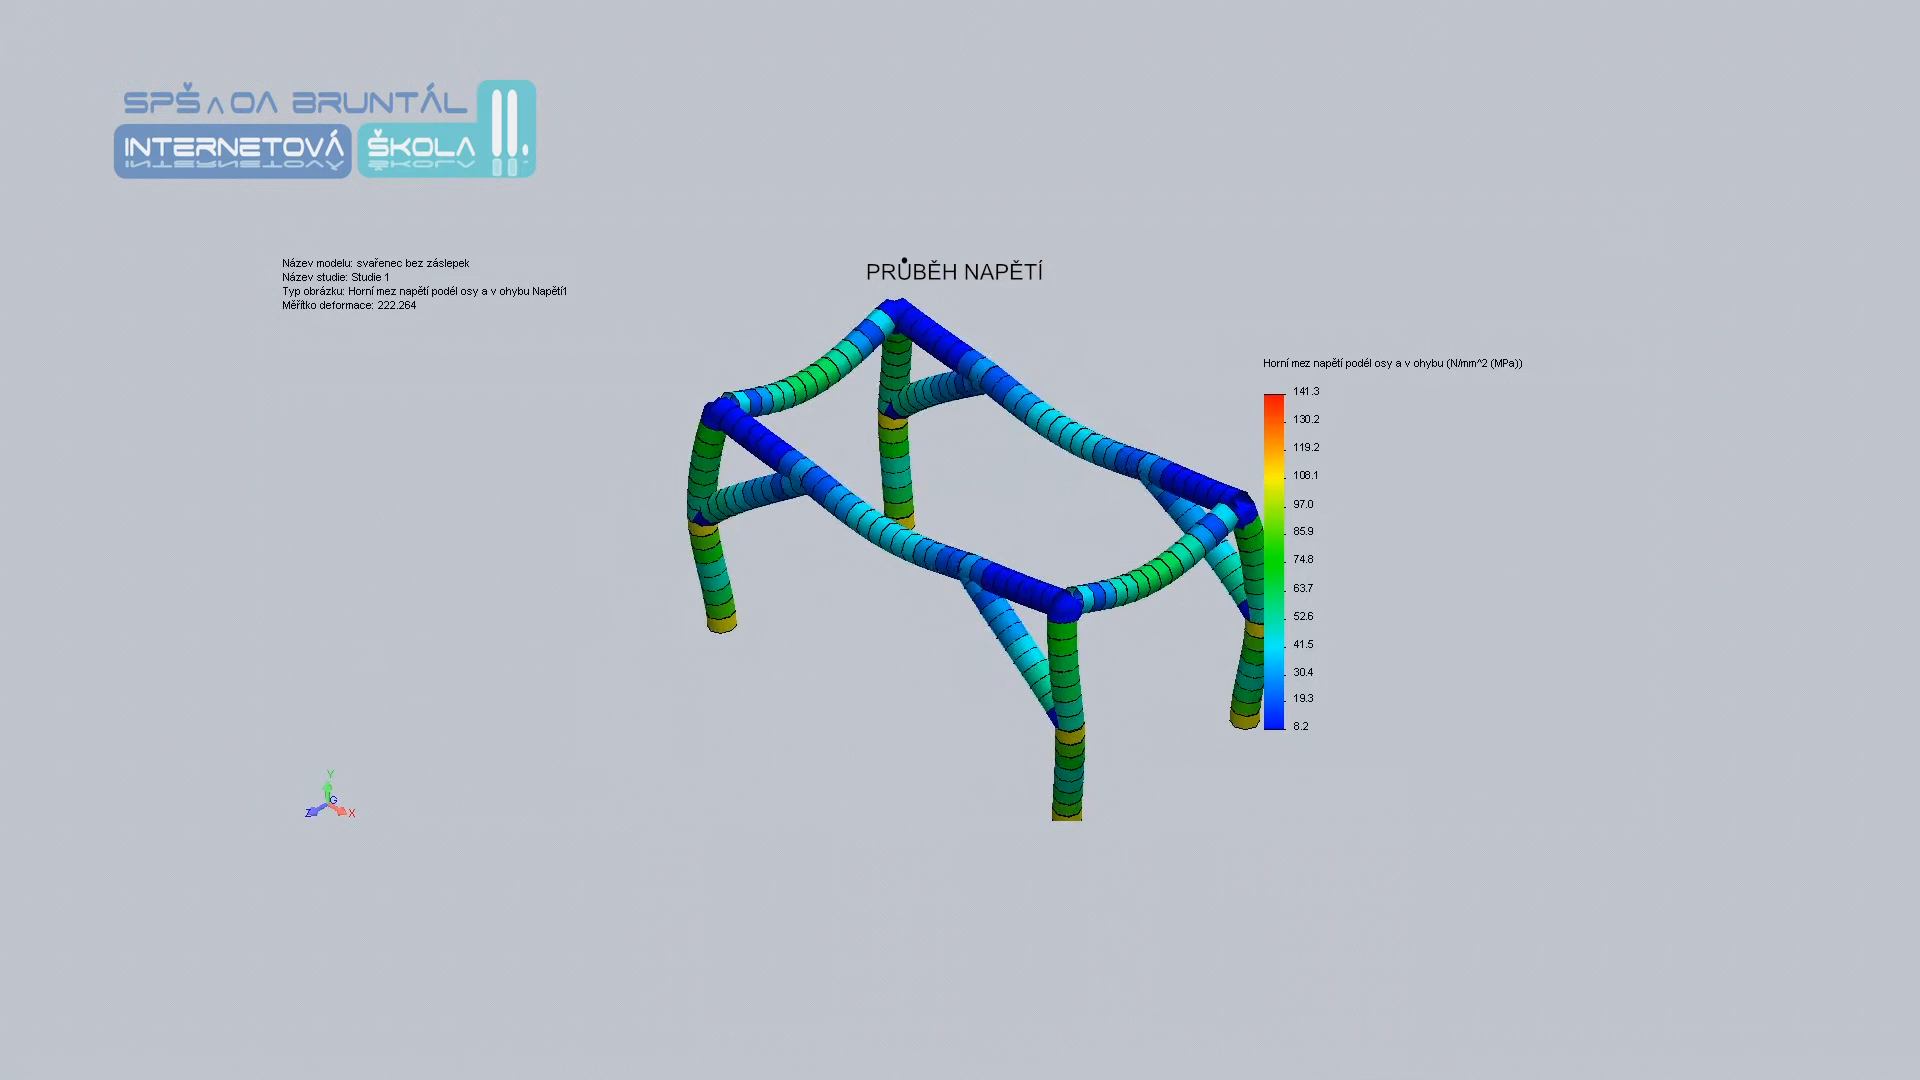 SPŠ A OA BRUNTÁL
INTERNETOVÁ ŠKOLA II.
Název modelu: svařenec bez záslepek
Název studie: Studie 1
Typ obrázku: Horní mez napětí podél osy a v ohybu Napětí1
Měřítko deformace: 222.264
PRŮBĚH NAPĚTÍ
Horní mez napětí podél osy a v ohybu (N/mm^2 (MPa))
141.3
130.2
119.2
108.1
97.0
85.9
74.8
63.7
52.6
41.5
30.4
19.3
8.2
Y
G
Z
X